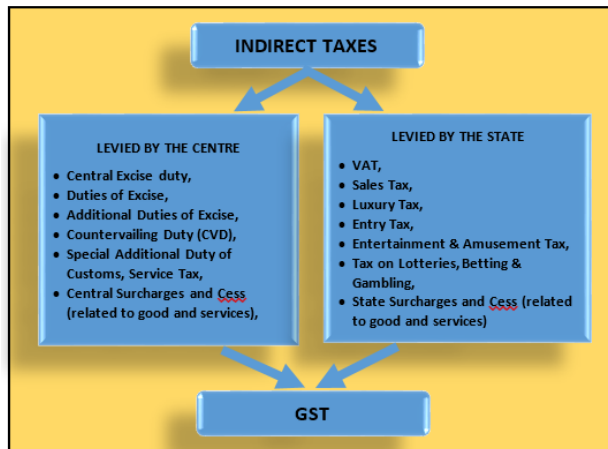 INDIRECT TAXES
LEVIED BY THE CENTRE
• Central Excise duty,
• Duties of Excise,
• Additional Duties of Excise,
• Countervailing Duty (CVD),
• Special Additional Duty of
Customs, Service Tax,
• Central Surcharges and Cess
(related to good and services),
LEVIED BY THE STATE
• VAT,
• Sales Tax,
• Luxury Tax,
• Entry Tax,
• Entertainment & Amusement Tax,
• Tax on Lotteries, Betting &
Gambling,
• State Surcharges and Cess (related
to good and services)
GST